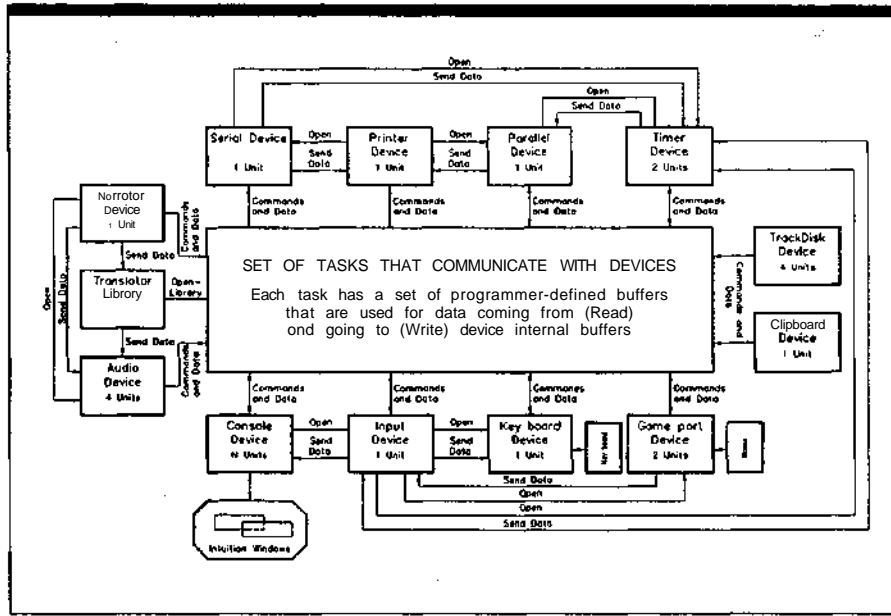 Open
Send Data
Open
Send Data
Serial Device
1 Unit
Open
Send
Data
Printer
Device
1 Unit
Open
Send
Data
Parallel
Device
1 Unit
Timer
Device
2 Units
Norrotor
Device
1 Unit
Commands
and Data
Commands
and Data
Commands
and Data
Commands
and Data
Commands
and Data
Open
Send Data
Send Data
Translator
Library
Open-
Library
Send Data
Audio
Device
4 Units
Commands
and Data
SET OF TASKS THAT COMMUNICATE WITH DEVICES
Each task has a set of programmer-defined buffers
that are used for data coming from (Read)
ond going to (Write) device internal buffers
TrackDisk
Device
4 Units
Commands and
Data
Clipboard
Device
1 Unit
Commands
and Data
Commands
and Data
Commands
and Data
Commands
and Data
Console
Device
N Units
Open
Send
Data
Input
Device
1 Unit
Open
Send
Data
Key board
Device
1 Unit
Key board
Game port
Device
2 Units
Send Data
Open
Open
Send Data
Intuition Windows